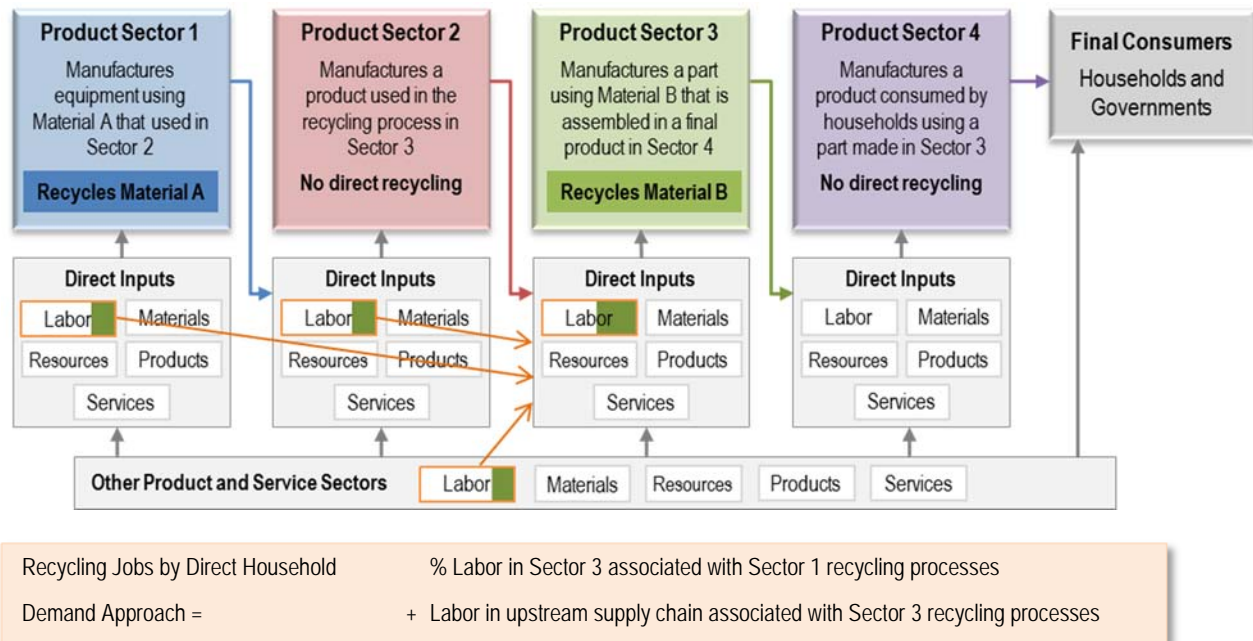 Product Sector 1
Manufactures
equipment using
Material A that used in
Sector 2
Recycles Material A
Product Sector 2
Manufactures a
product used in the
recycling process in
Sector 3
No direct recycling
Product Sector 3
Manufactures a part
using Material B that is
assembled in a final
product in Sector 4
Recycles Material B
Product Sector 4
Manufactures a
product consumed by
households using a
part made in Sector 3
No direct recycling
Final Consumers
Households and
Governments
Direct Inputs
Labor Materials
Resources Products
Services
Direct Inputs
Labor Materials
Resources Products
Services
Direct Inputs
Labor Materials
Resources Products
Services
Direct Inputs
Labor Materials
Resources Products
Services
Other Product and Service Sectors Labor Materials Resources Products Services
Recycling Jobs by Direct Household % Labor in Sector 3 associated with Sector 1 recycling processes
Demand Approach = + Labor in upstream supply chain associated with Sector 3 recycling processes